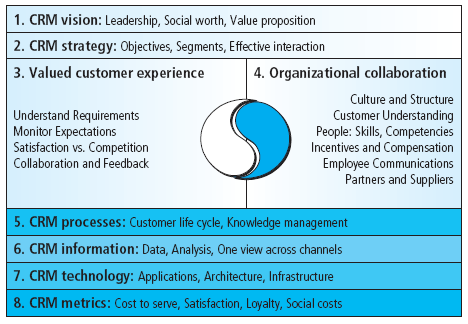 1. CRM vision: Leadership, Social worth, Value proposition
2. CRM strategy: Objectives, Segments, Effective interaction
3. Valued customer experience
Understand Requirements
Monitor Expectations
Satisfaction vs. Competition
Collaboration and Feedback
4. Organizational collaboration
Culture and Structure
Customer Understanding
People: Skills, Competencies
Incentives and Compensation
Employee Communications
Partners and Suppliers
5. CRM processes: Customer life cycle, Knowledge management
6. CRM information: Data, Analysis, One view across channels
7. CRM technology: Applications, Architecture, Infrastructure
8. CRM metrics: Cost to serve, Satisfaction, Loyalty, Social costs